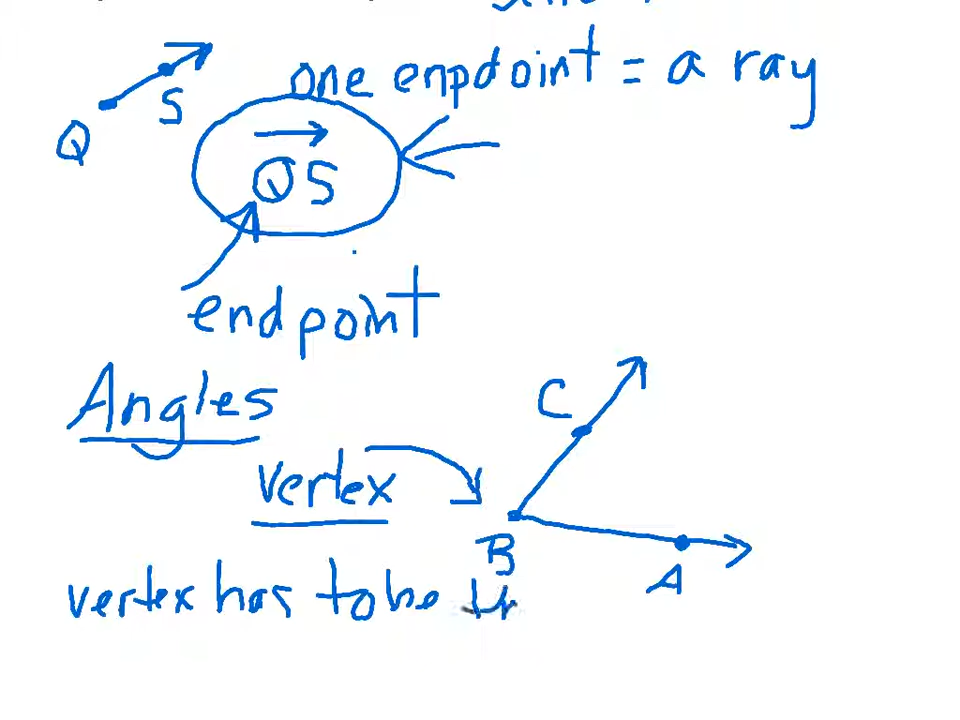 one enpdoint = a ray
S
Q
QS
endpoint
Angles
C
vertex
B
A
vertex has to be